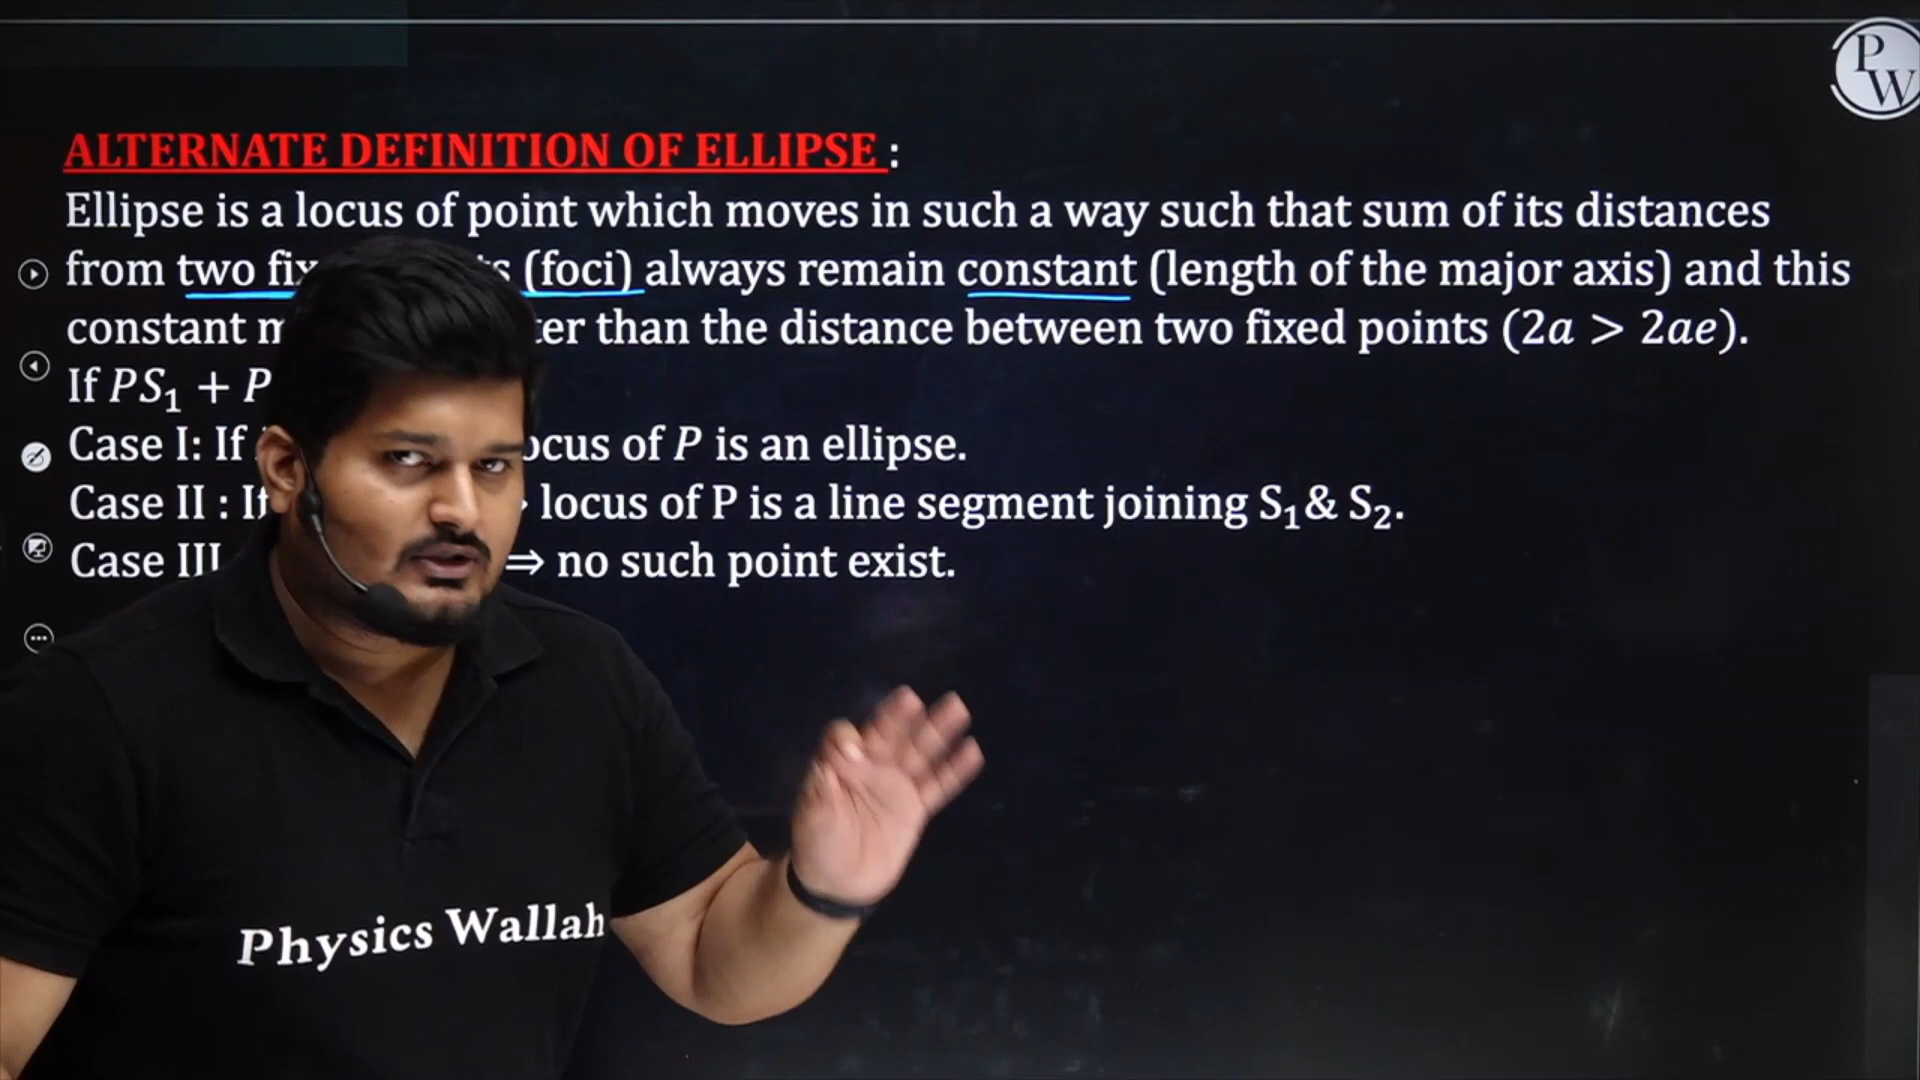 P W
ALTERNATE DEFINITION OF ELLIPSE :
Ellipse is a locus of point which moves in such a way such that sum of its distances
from two (foci) always remain constant (length of the major axis) and this
constant than the distance between two fixed points (2a > 2ae).
If PS₁ + P
Case I: If of P is an ellipse.
Case II : If locus of P is a line segment joining S₁& S₂.
Case III ⇒ no such point exist.
Physics Wallah